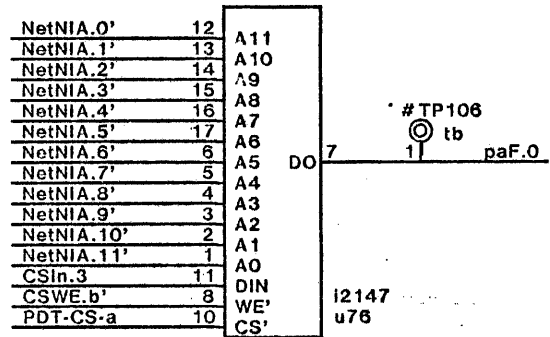 NetNIA.0' 12 A11
NetNIA.1' 13 A10
NetNIA.2' 14 A9
NetNIA.3' 15 A8
NetNIA.4' 16 A7
NetNIA.5' 17 A6
NetNIA.6' 6 A5 DO 7 1 paF.0
NetNIA.7' 5 A4
NetNIA.8' 4 A3
NetNIA.9' 3 A2
NetNIA.10' 2 A1
NetNIA.11' 1 A0
CSIn.3 11 DIN
CSWE.b' 8 WE'
PDT-CS-a 10 CS'
#TP106
tb
i2147
u76